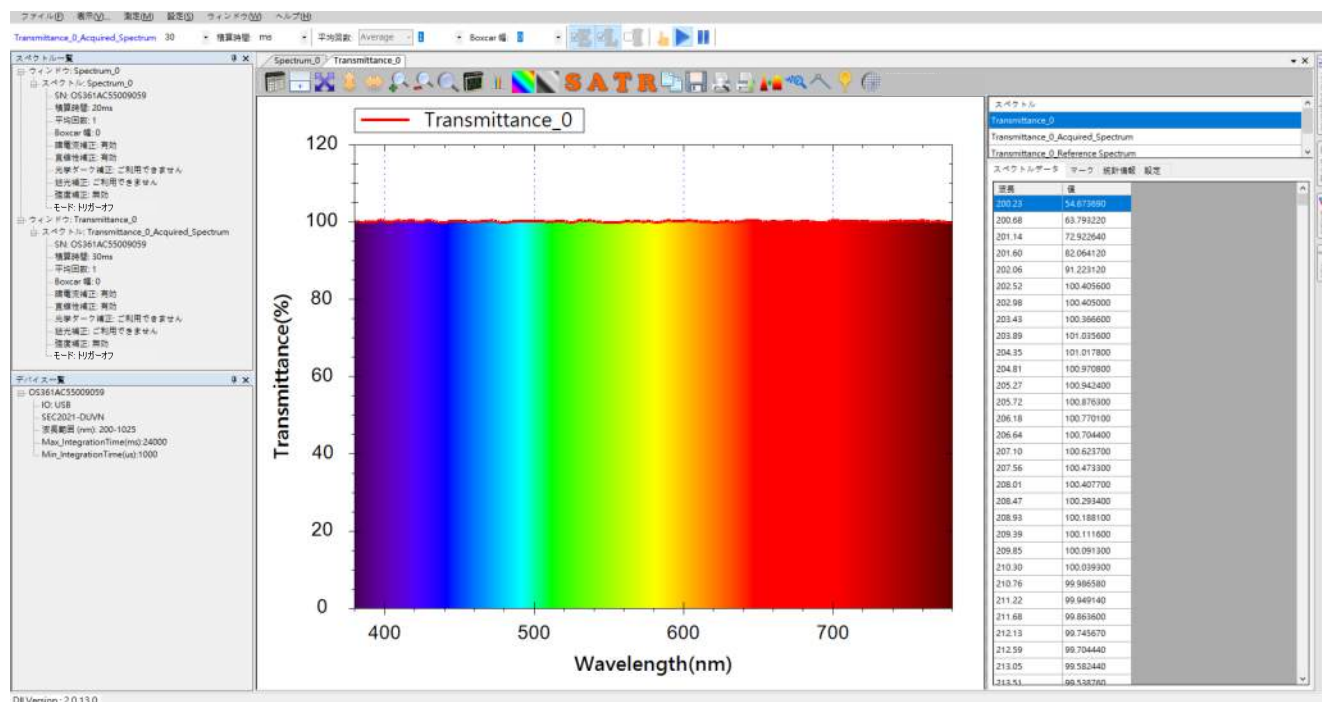 ファイル(F) 表示(V)... 測定(M) 設定(S) ウィンドウ(W) ヘルプ(H)
Transmittance_0_Acquired_Spectrum 30 積算時間: ms 平均回数: Average 1 Boxcar 幅: 0
スペクトル一覧
ウィンドウ: Spectrum_0
スペクトル: Spectrum_0
SN: OS361AC55009059
積算時間: 20ms
平均回数: 1
Boxcar 幅: 0
暗電流補正: 有効
直線性補正: 有効
光学ダーク補正: ご利用できません
迷光補正: ご利用できません
強度補正: 無効
モード: トリガーオフ
ウィンドウ: Transmittance_0
スペクトル: Transmittance_0_Acquired_Spectrum
SN: OS361AC55009059
積算時間: 30ms
平均回数: 1
Boxcar 幅: 0
暗電流補正: 有効
直線性補正: 有効
光学ダーク補正: ご利用できません
迷光補正: ご利用できません
強度補正: 無効
モード: トリガーオフ
デバイス一覧
OS361AC55009059
IO: USB
SEC2021-DUVN
波長範囲 (nm): 200-1025
Max_IntegrationTime(ms):24000
Min_IntegrationTime(us):1000
Spectrum_0 Transmittance_0
S A T R
Transmittance_0
120
100
80
60
40
20
0
Transmittance(%)
400 500 600 700
Wavelength(nm)
スペクトル
Transmittance_0
Transmittance_0_Acquired_Spectrum
Transmittance_0_Reference Spectrum
スペクトルデータ マーク 統計情報 設定
波長 値
200.23 54.673690
200.68 63.793220
201.14 72.922640
201.60 82.064120
202.06 91.223120
202.52 100.405600
202.98 100.405000
203.43 100.366600
203.89 101.035600
204.35 101.017800
204.81 100.970800
205.27 100.942400
205.72 100.876300
206.18 100.770100
206.64 100.704400
207.10 100.623700
207.56 100.473300
208.01 100.407700
208.47 100.293400
208.93 100.188100
209.39 100.111600
209.85 100.091300
210.30 100.039300
210.76 99.986580
211.22 99.949140
211.68 99.863600
212.13 99.745670
212.59 99.704440
213.05 99.582440
213.51 99.538760
Dll Version : 2.0.13.0